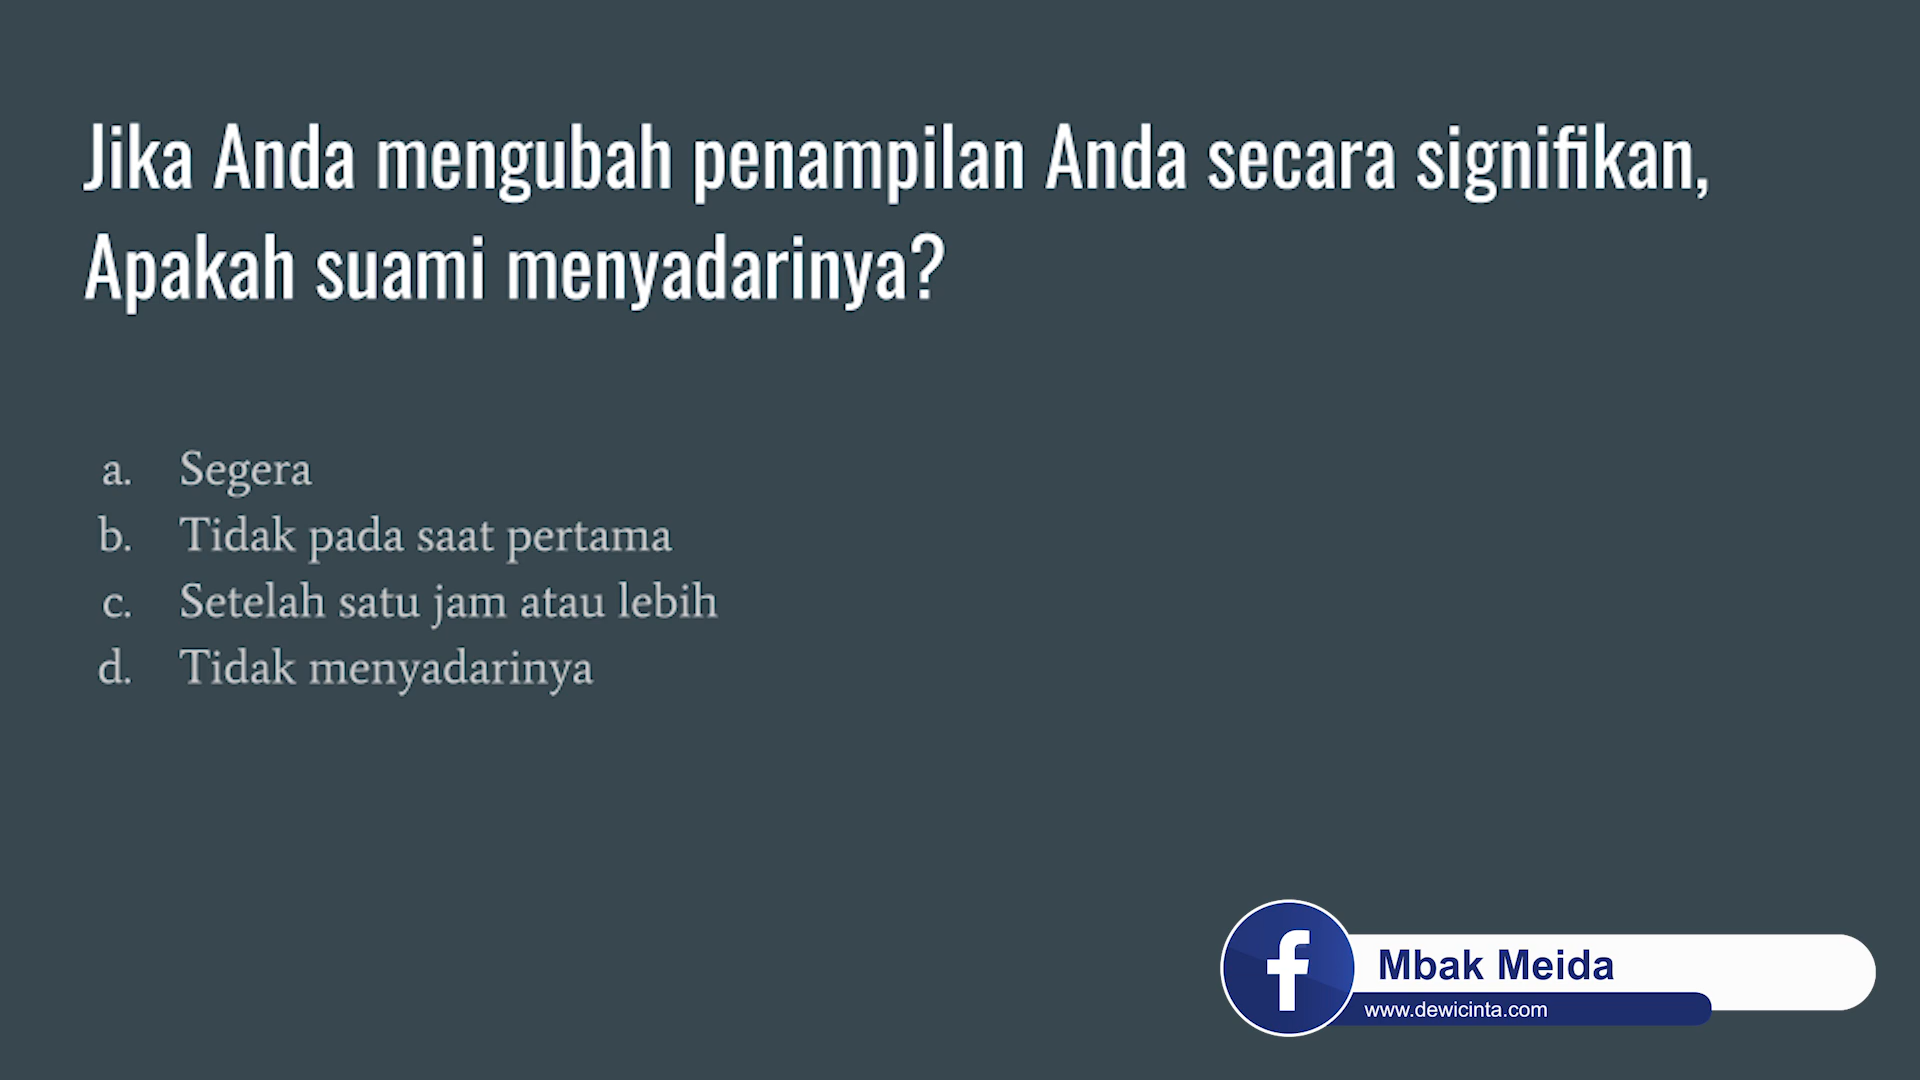 Jika Anda mengubah penampilan Anda secara signifikan,
Apakah suami menyadarinya?
a. Segera
b. Tidak pada saat pertama
c. Setelah satu jam atau lebih
d. Tidak menyadarinya
Mbak Meida
www.dewicinta.com